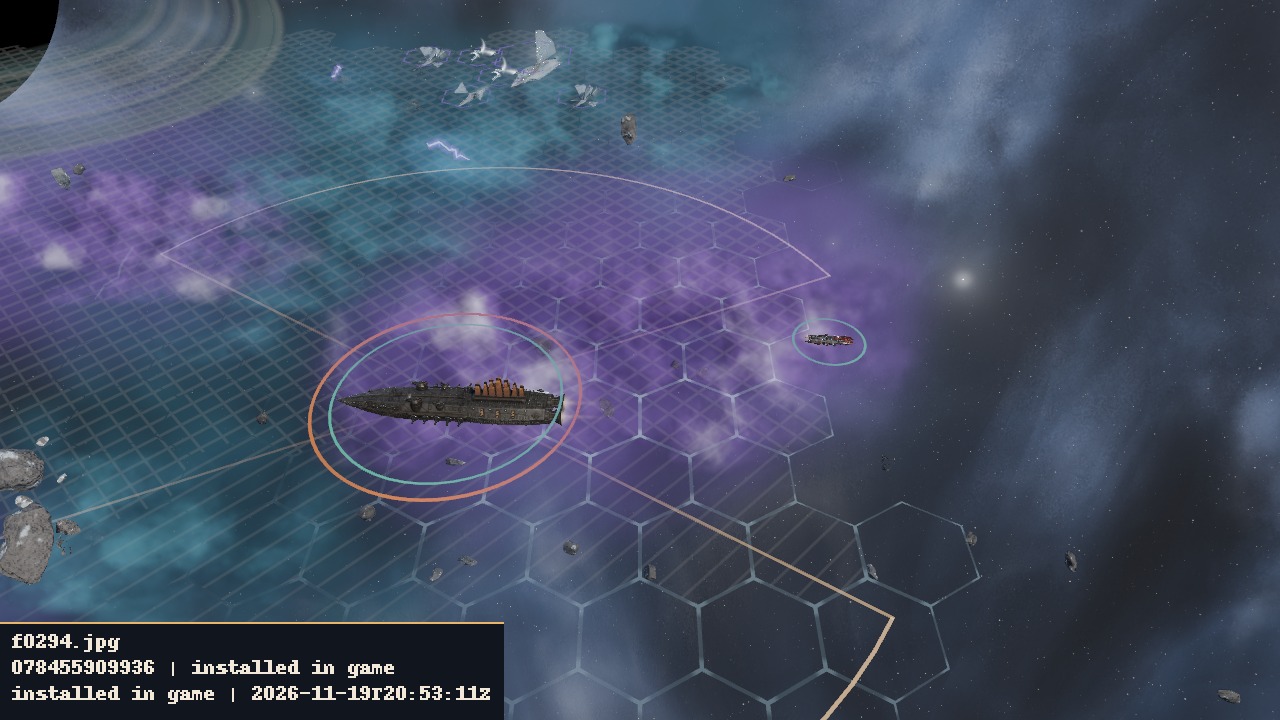 f0294.jpg
078455909936 | installed in game
installed in game | 2026-11-19T20:53:11Z